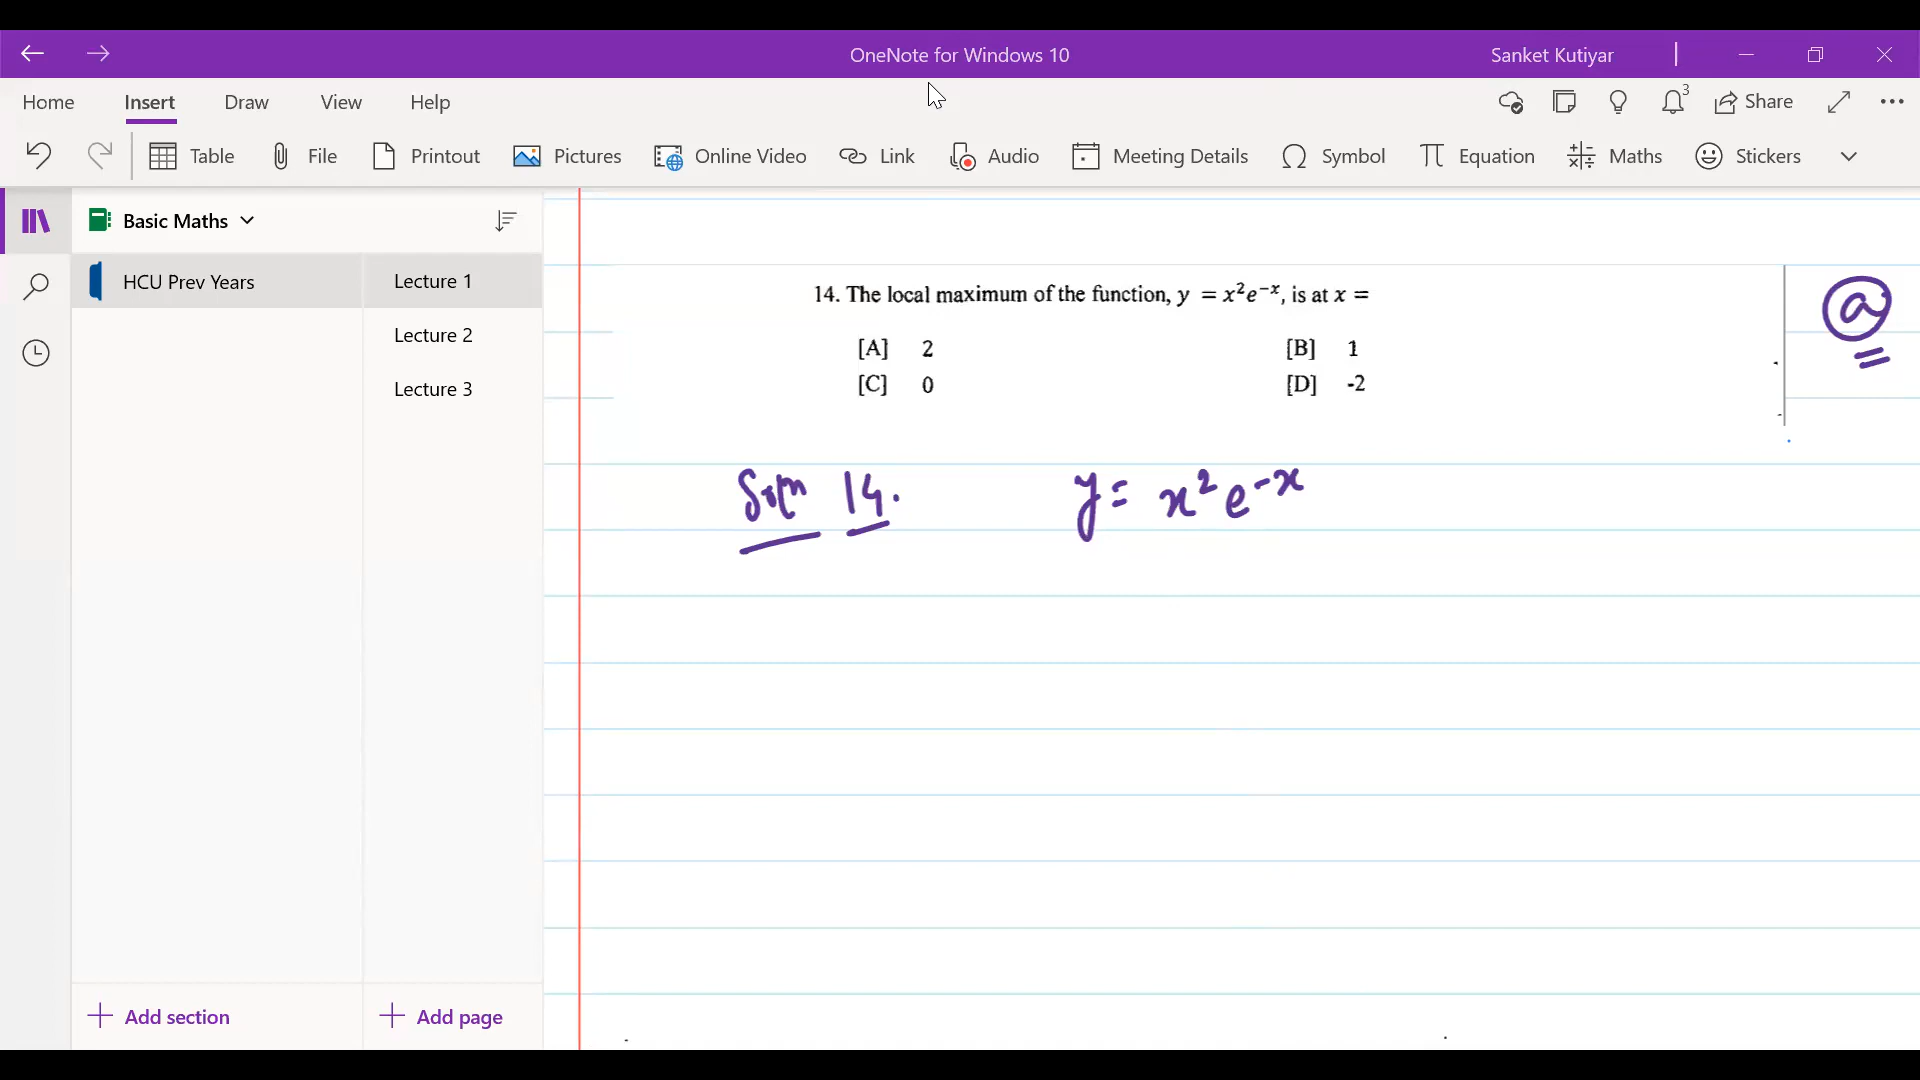 OneNote for Windows 10
Sanket Kutiyar
Home Insert Draw View Help
3
Share
Table File Printout Pictures Online Video Link Audio Meeting Details Symbol Equation Maths Stickers
Basic Maths
HCU Prev Years
Lecture 1
Lecture 2
Lecture 3
14. The local maximum of the function, y = x²e⁻ˣ, is at x =
[A] 2 [B] 1
[C] 0 [D] -2
ⓐ
Soln 14. y = x²e⁻ˣ
Add section
Add page